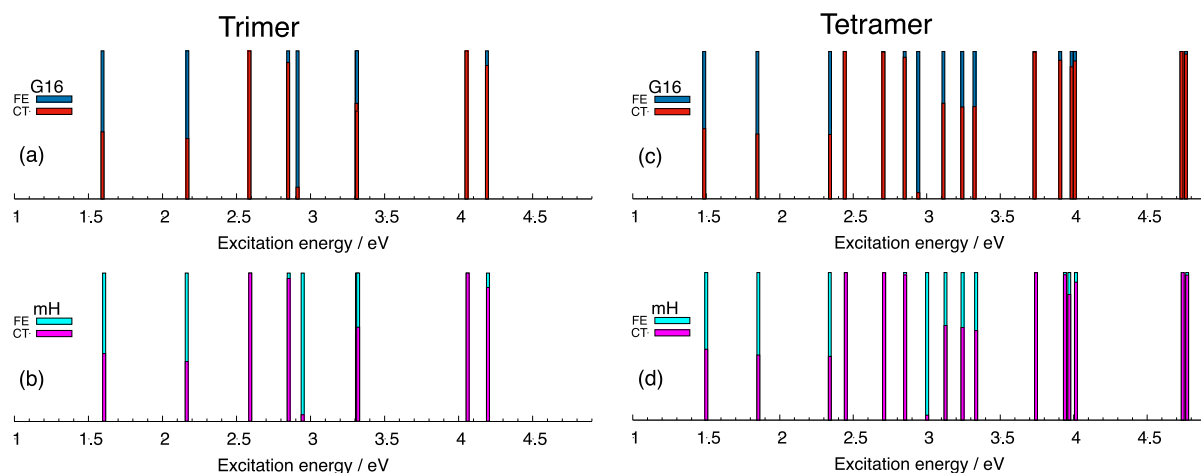 Trimer
G16
FE
CT
(a)
1 1.5 2 2.5 3 3.5 4 4.5
Excitation energy / eV
mH
FE
CT
(b)
1 1.5 2 2.5 3 3.5 4 4.5
Excitation energy / eV
Tetramer
G16
FE
CT
(c)
1 1.5 2 2.5 3 3.5 4 4.5
Excitation energy / eV
mH
FE
CT
(d)
1 1.5 2 2.5 3 3.5 4 4.5
Excitation energy / eV